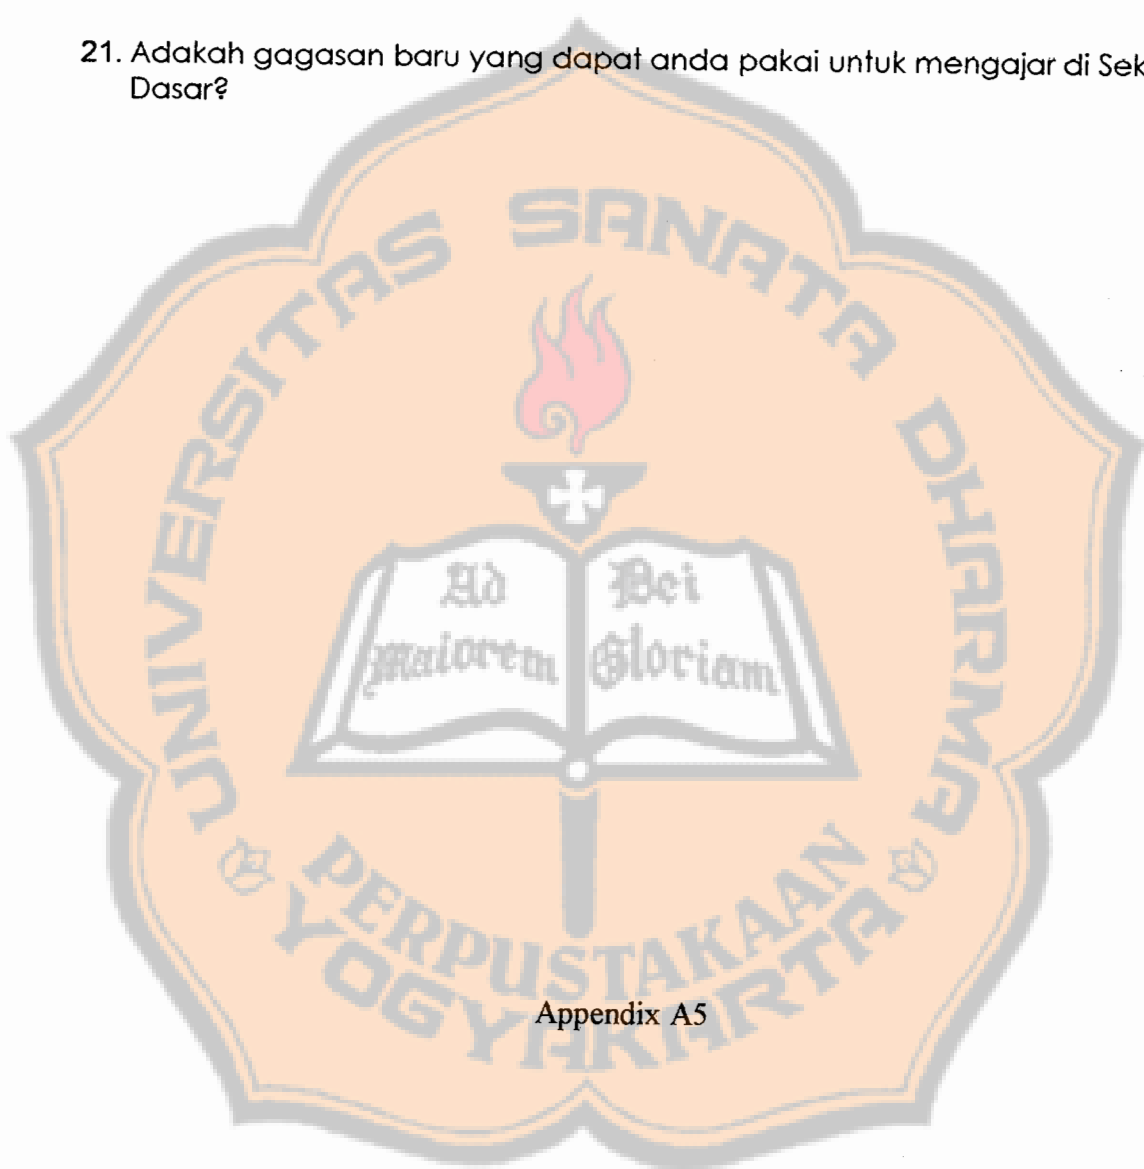 21. Adakah gagasan baru yang dapat anda pakai untuk mengajar di Sek
Dasar?
UNIVERSITAS SANATA DHARMA
Ad
Dei
maiorem
Gloriam
PERPUSTAKAAN
YOGYAKARTA
Appendix A5